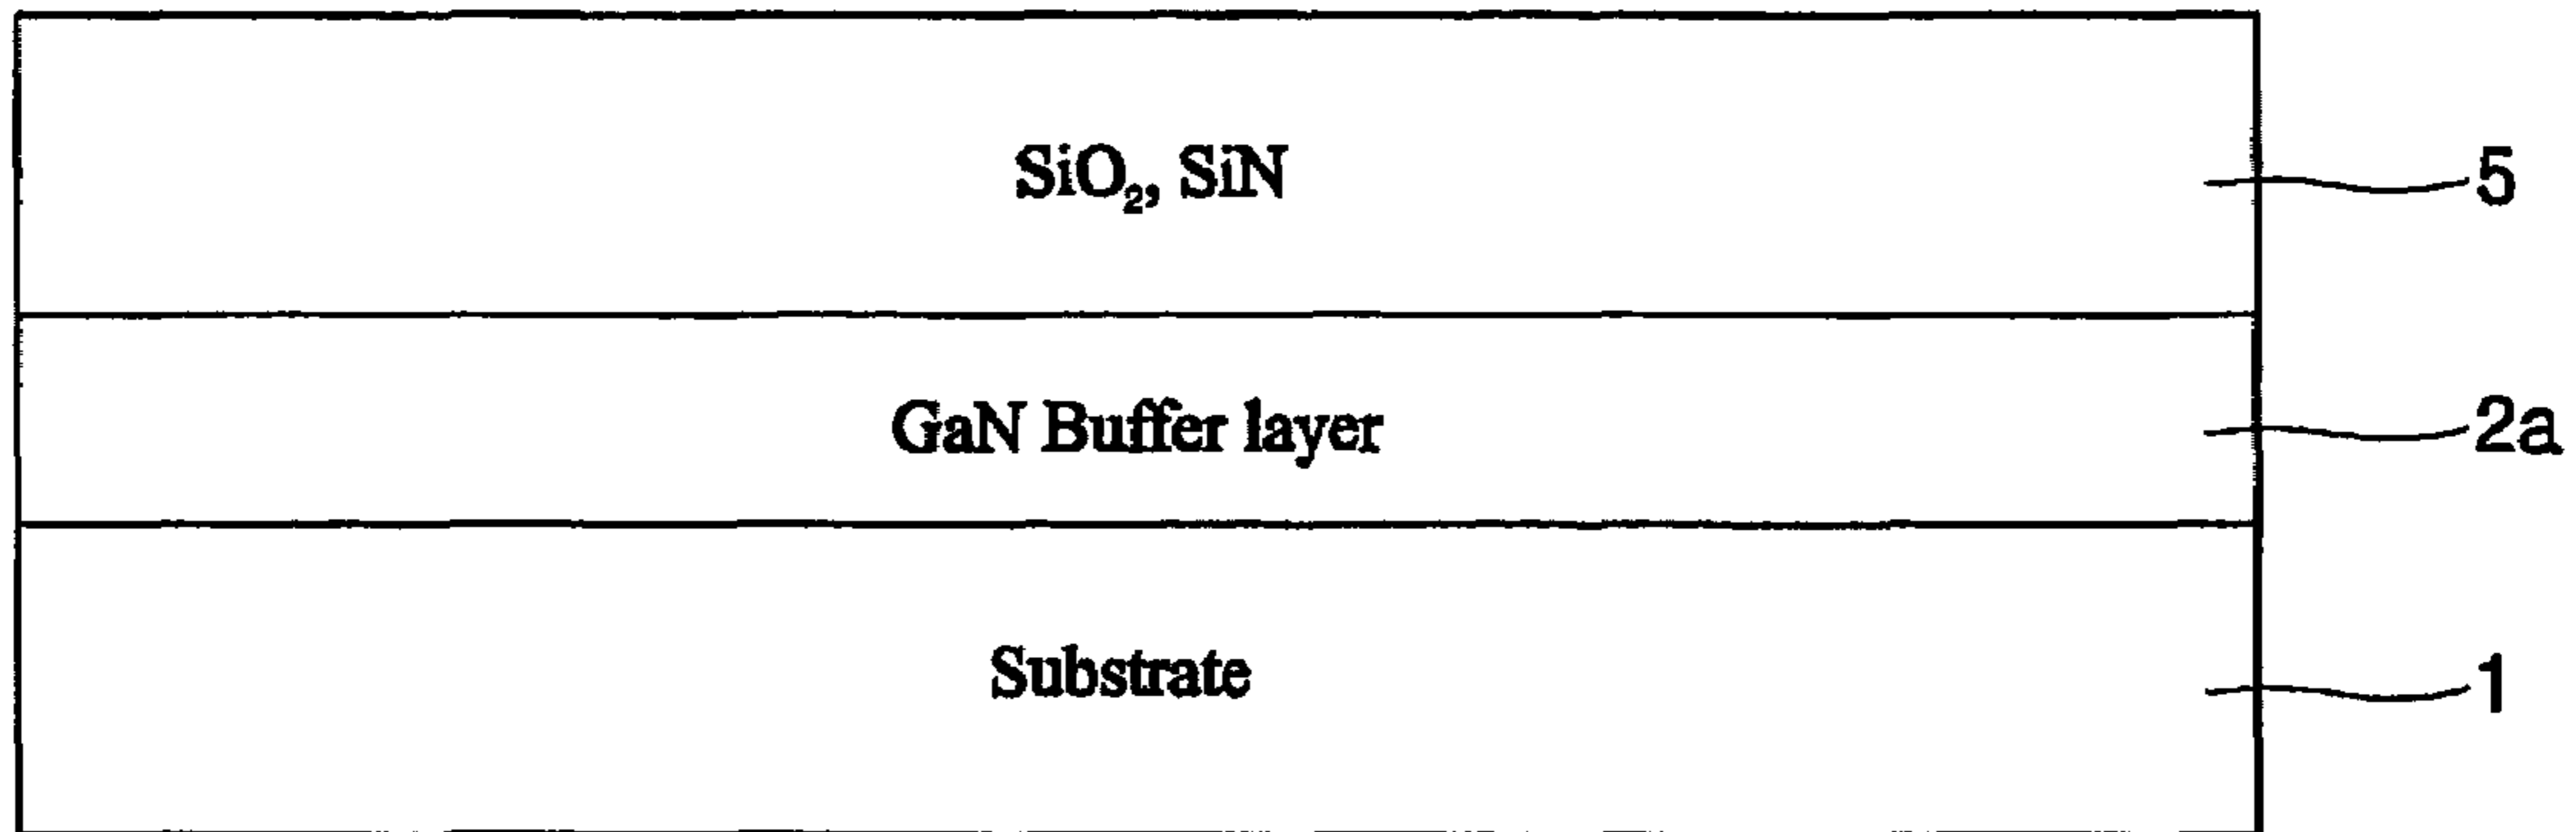 SiO₂, SiN 5
GaN Buffer layer 2a
Substrate 1